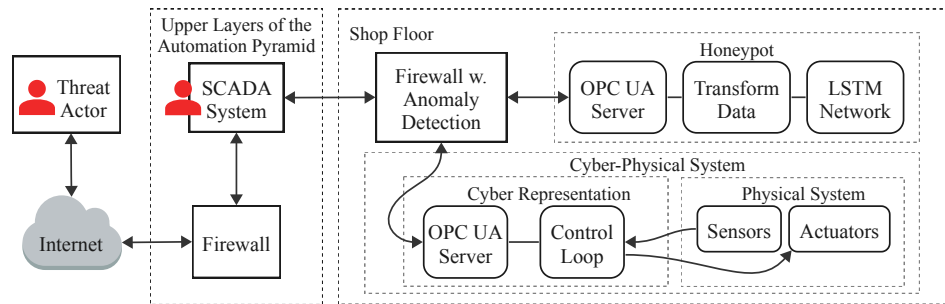 Upper Layers of the
Automation Pyramid
Shop Floor
Honeypot
Threat
Actor
SCADA
System
Firewall w.
Anomaly
Detection
OPC UA
Server
Transform
Data
LSTM
Network
Cyber-Physical System
Cyber Representation
Physical System
Internet
Firewall
OPC UA
Server
Control
Loop
Sensors
Actuators